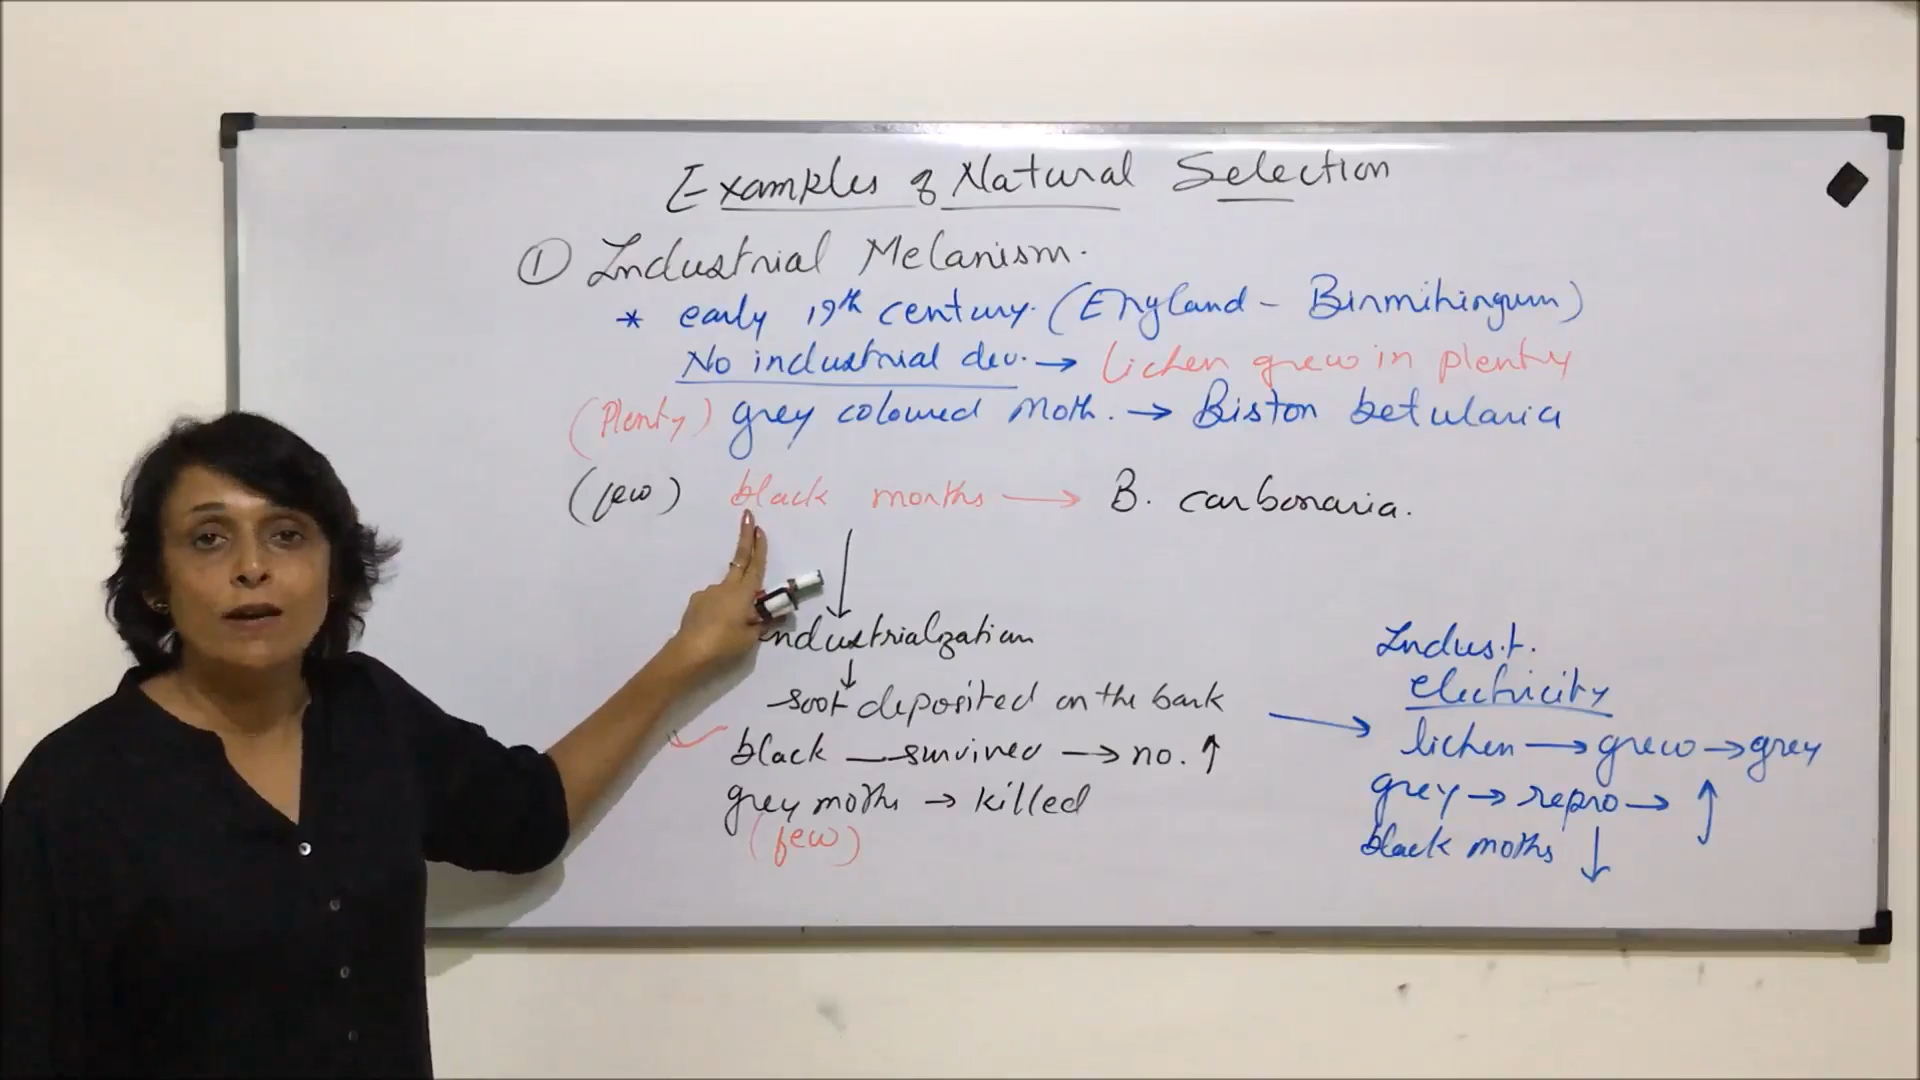 Examples of Natural Selection
① Industrial Melanism.
* early 19th century. (England - Birmihingum)
No industrial dev. → lichen grew in plenty
(Plenty) grey coloured moth. → Biston betularia
(few) black moths → B. carbonaria.
↓
industrialization
↓
soot deposited on the bark →
black — survived → no. ↑
grey moths → killed
(few)
Indust.
electricity
lichen → grew → grey
grey → repro → ↑
black moths ↓